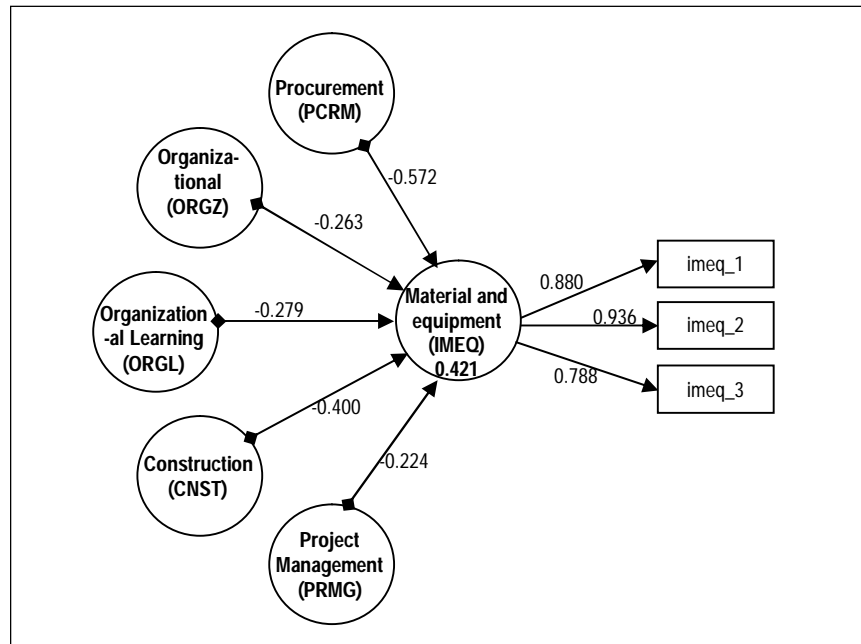 Procurement
(PCRM)
-0.572
Organiza-
tional
(ORGZ)
-0.263
Organization
-al Learning
(ORGL)
-0.279
Material and
equipment
(IMEQ)
0.421
0.880
imeq_1
0.936
imeq_2
0.788
imeq_3
Construction
(CNST)
-0.400
Project
Management
(PRMG)
-0.224